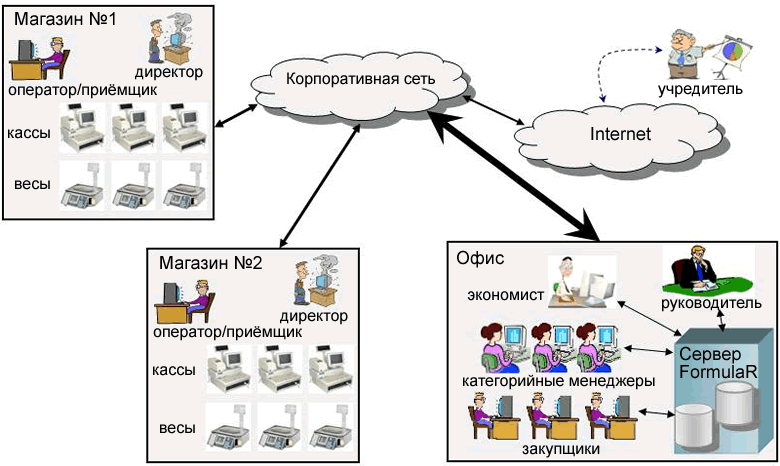 Магазин №1
директор
оператор/приёмщик
кассы
весы
Корпоративная сеть
учредитель
Internet
Магазин №2
директор
оператор/приёмщик
кассы
весы
Офис
экономист
руководитель
Сервер
FormulaR
категорийные менеджеры
закупщики